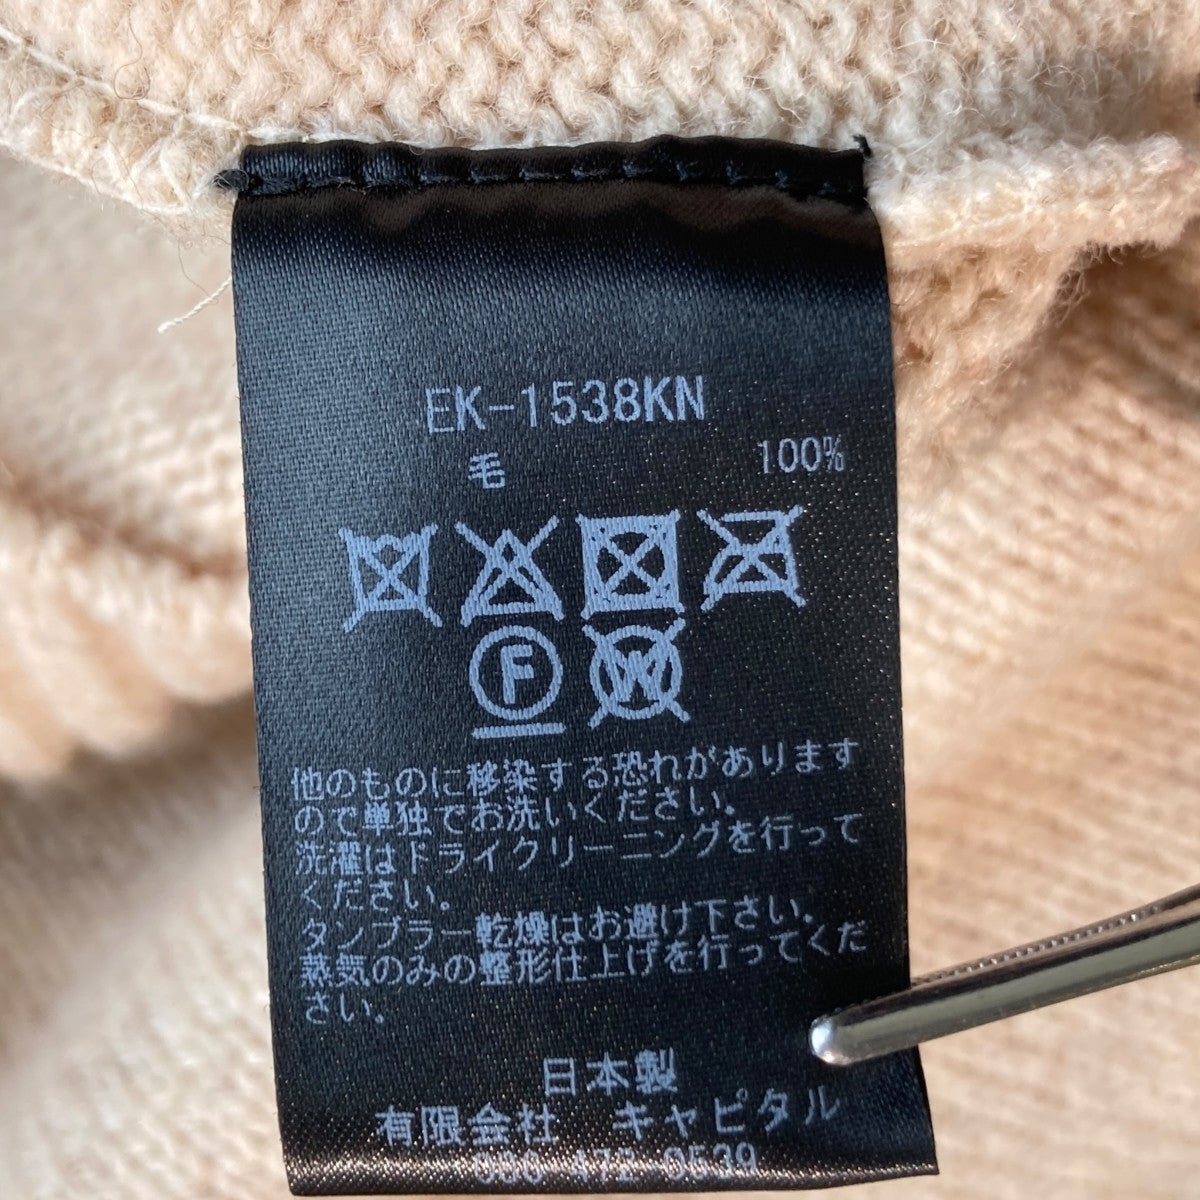 EK-1538KN
毛 100%
F W
他のものに移染する恐れがあります
ので単独でお洗いください。
洗濯はドライクリーニングを行って
ください。
タンブラー乾燥はお避け下さい。
蒸気のみの整形仕上げを行ってくだ
さい。
日本製
有限会社 キャピタル
086-472-0539